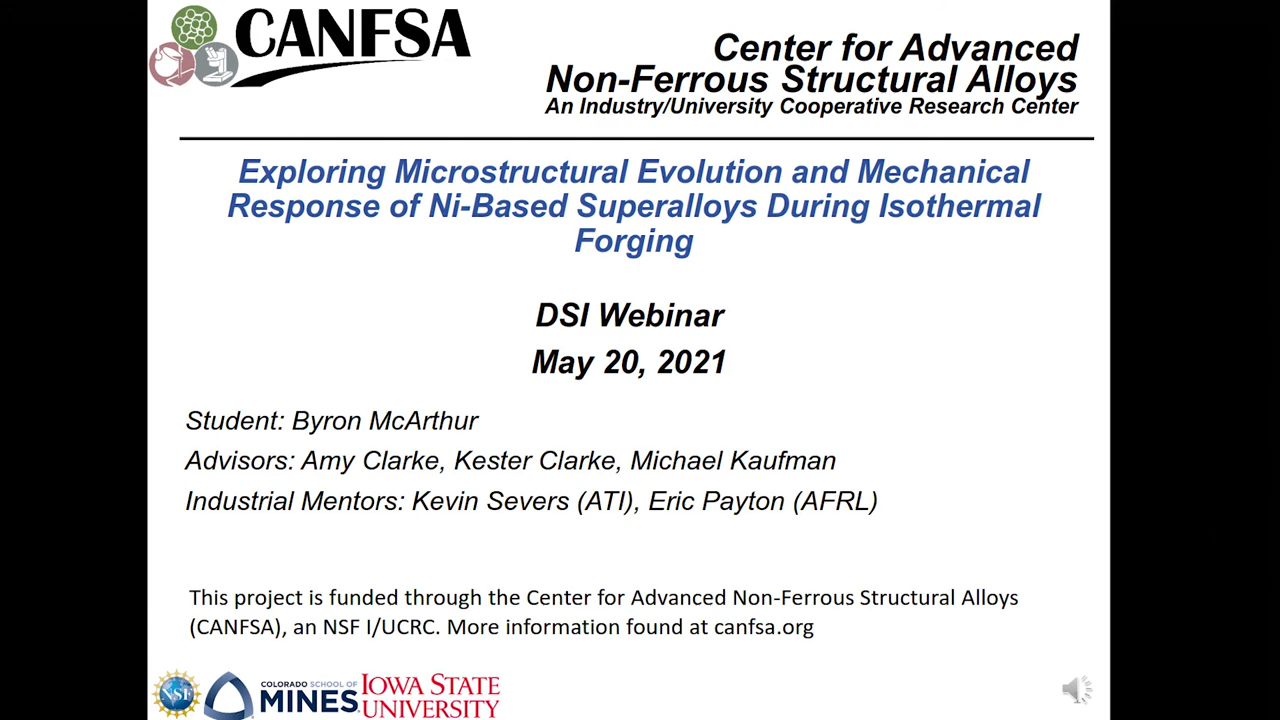 CANFSA
Center for Advanced
Non-Ferrous Structural Alloys
An Industry/University Cooperative Research Center
Exploring Microstructural Evolution and Mechanical
Response of Ni-Based Superalloys During Isothermal
Forging
DSI Webinar
May 20, 2021
Student: Byron McArthur
Advisors: Amy Clarke, Kester Clarke, Michael Kaufman
Industrial Mentors: Kevin Severs (ATI), Eric Payton (AFRL)
This project is funded through the Center for Advanced Non-Ferrous Structural Alloys
(CANFSA), an NSF I/UCRC. More information found at canfsa.org
NSF
COLORADO SCHOOL OF
MINES
IOWA STATE
UNIVERSITY